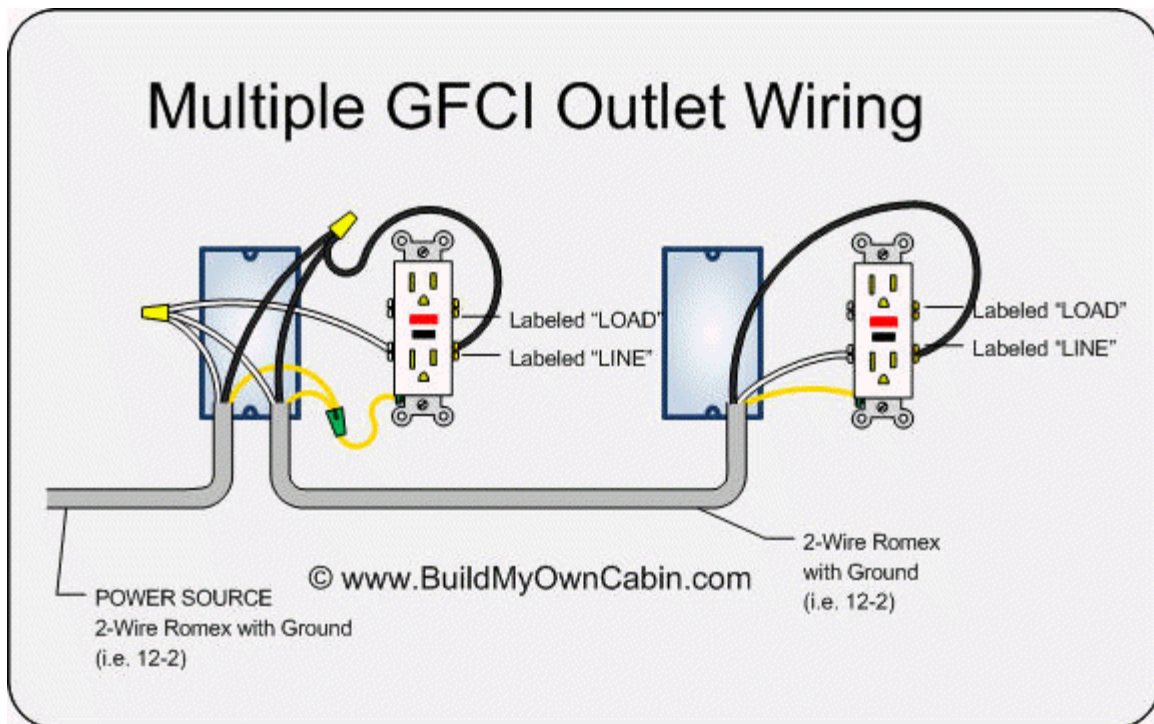 Multiple GFCI Outlet Wiring
Labeled "LOAD"
Labeled "LINE"
Labeled "LOAD"
Labeled "LINE"
2-Wire Romex
with Ground
(i.e. 12-2)
© www.BuildMyOwnCabin.com
POWER SOURCE
2-Wire Romex with Ground
(i.e. 12-2)